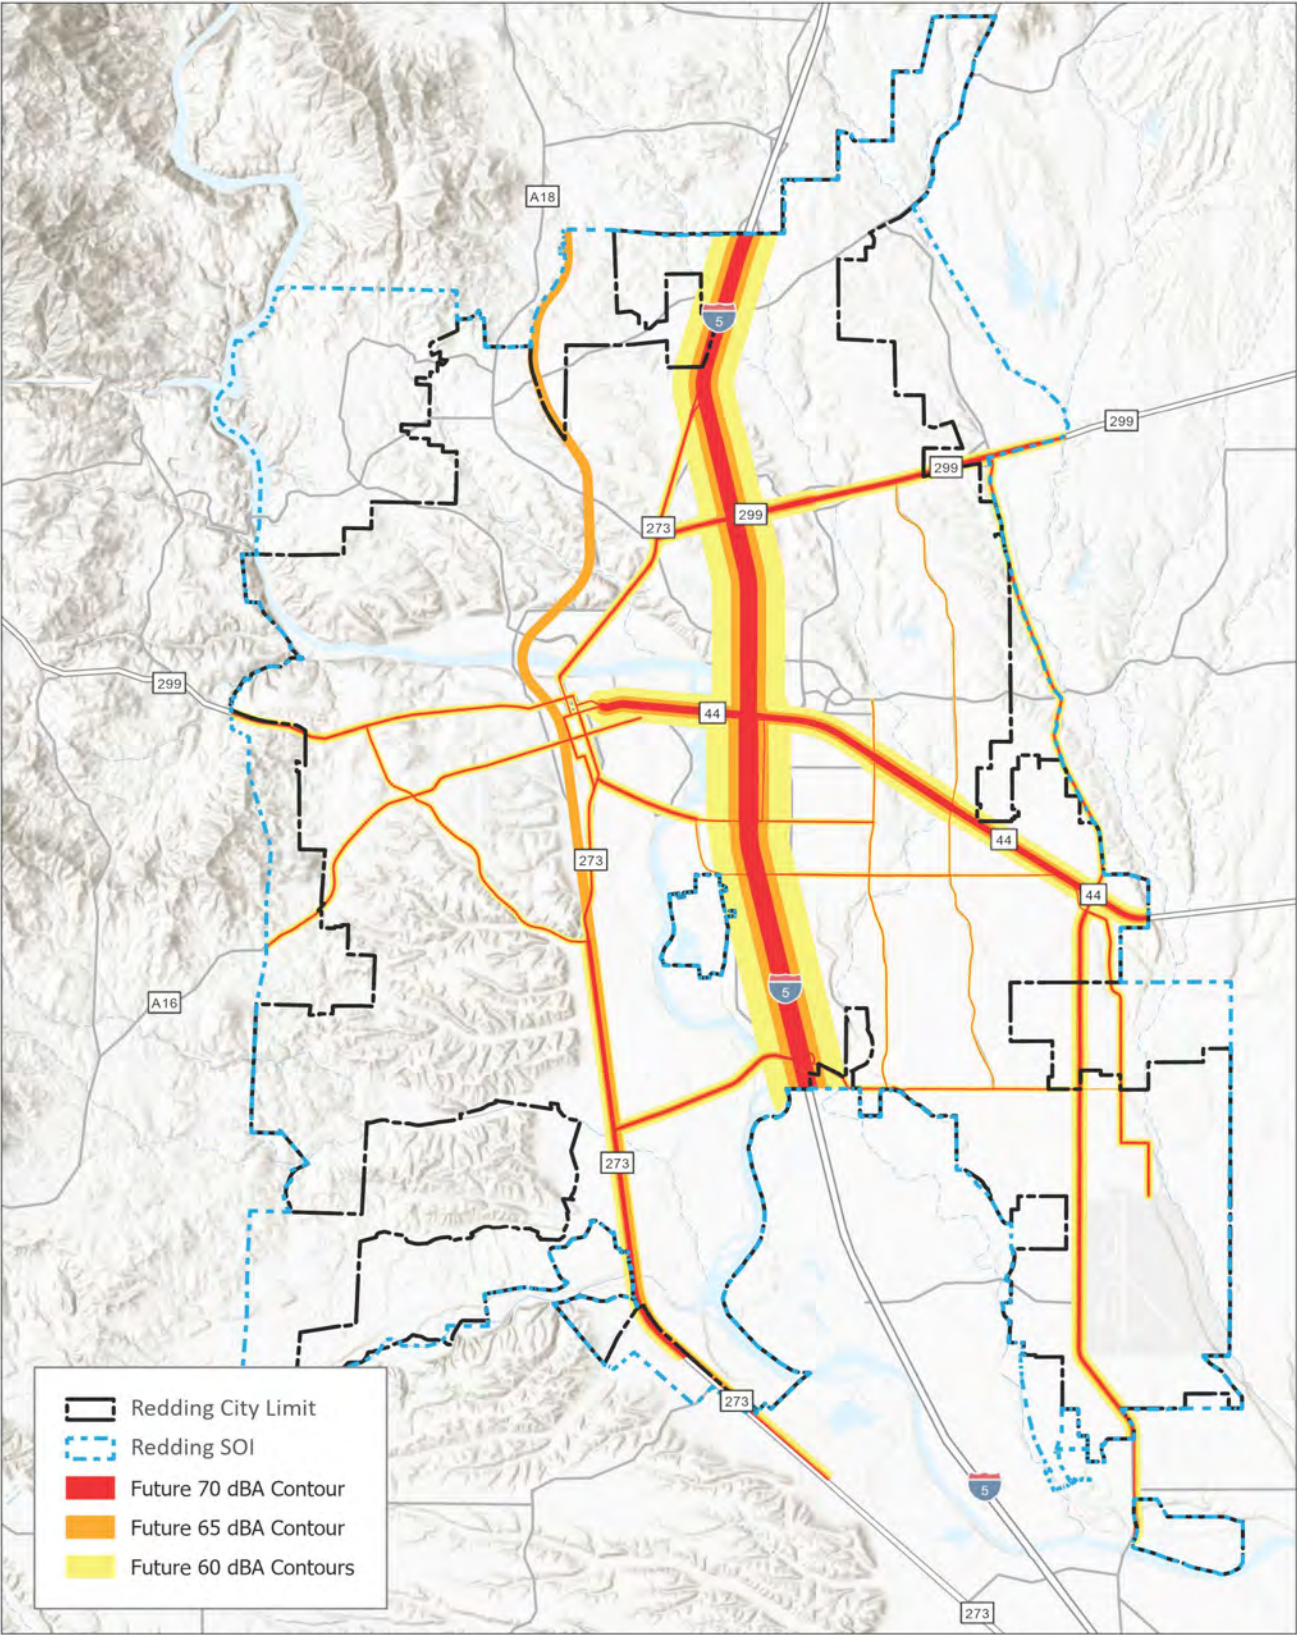 A18
5
299
299
273
299
299
44
273
44
44
5
A16
273
273
5
273
Redding City Limit
Redding SOI
Future 70 dBA Contour
Future 65 dBA Contour
Future 60 dBA Contours